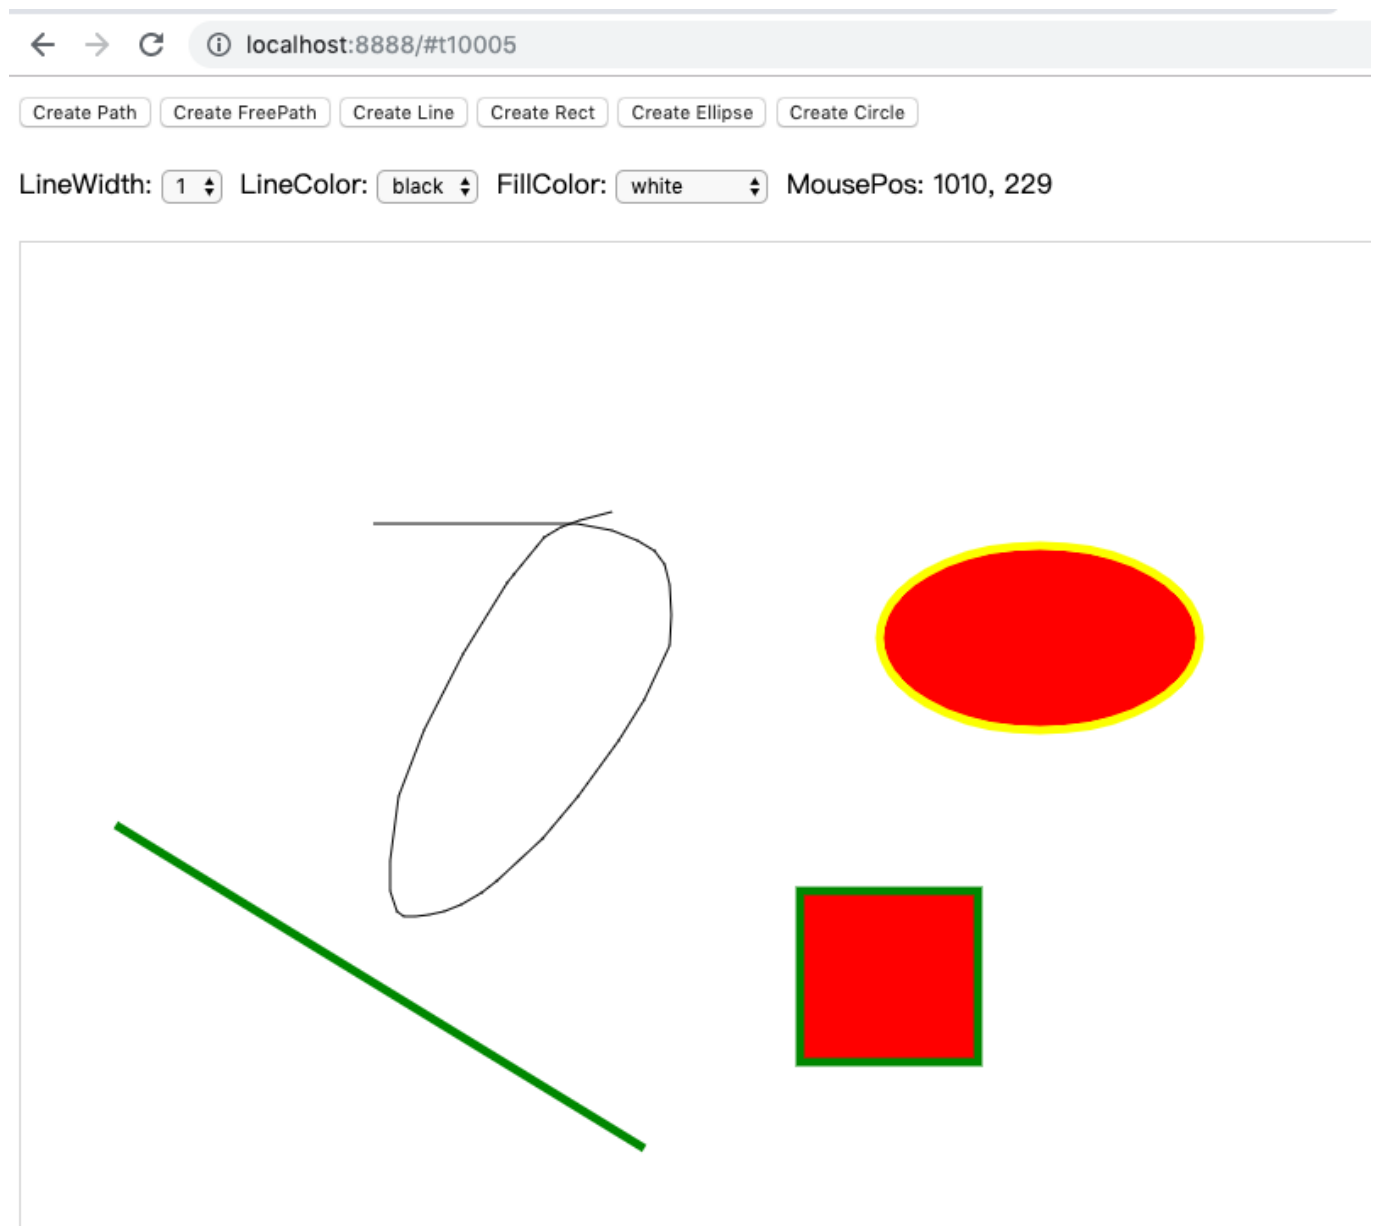 localhost:8888/#t10005
Create Path Create FreePath Create Line Create Rect Create Ellipse Create Circle
LineWidth: 1 LineColor: black FillColor: white MousePos: 1010, 229